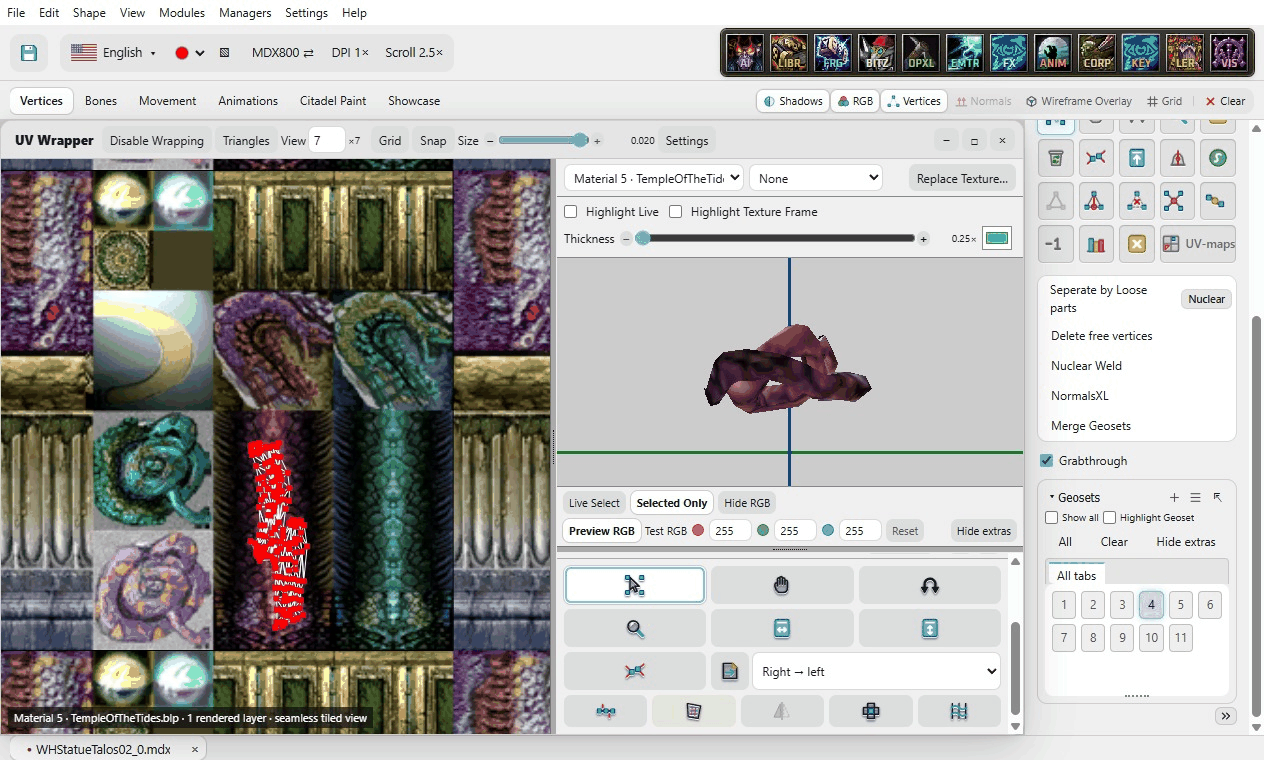 File Edit Shape View Modules Managers Settings Help
English MDX800 ⇄ DPI 1× Scroll 2.5×
AI LIBR ERG BITZ OPXL EMTR FX ANIM CORP KEY LER VIS
Vertices Bones Movement Animations Citadel Paint Showcase
Shadows RGB Vertices Normals Wireframe Overlay Grid × Clear
UV Wrapper Disable Wrapping Triangles View 7 ×7 Grid Snap Size − + 0.020 Settings
Material 5 · TempleOfTheTide None Replace Texture...
Highlight Live Highlight Texture Frame
Thickness − + 0.25×
Live Select Selected Only Hide RGB
Preview RGB Test RGB 255 255 255 Reset Hide extras
Right → left
Material 5 · TempleOfTheTides.blp · 1 rendered layer · seamless tiled view
−1 UV-maps
Seperate by Loose parts Nuclear
Delete free vertices
Nuclear Weld
NormalsXL
Merge Geosets
Grabthrough
Geosets
Show all Highlight Geoset
All Clear Hide extras
All tabs
1 2 3 4 5 6
7 8 9 10 11
WHStatueTalos02_0.mdx ×